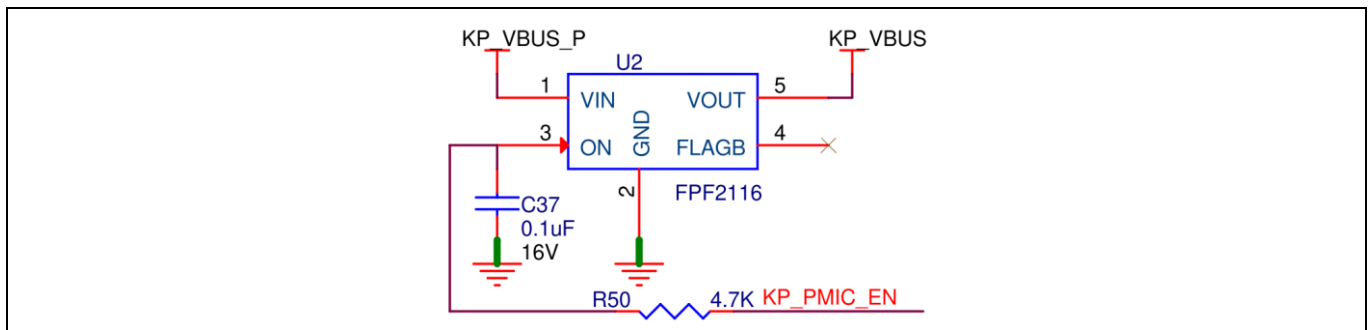 KP_VBUS_P KP_VBUS
U2
1 VIN VOUT 5
3 ON GND FLAGB 4
2 FPF2116
C37
0.1uF
16V
R50 4.7K KP_PMIC_EN